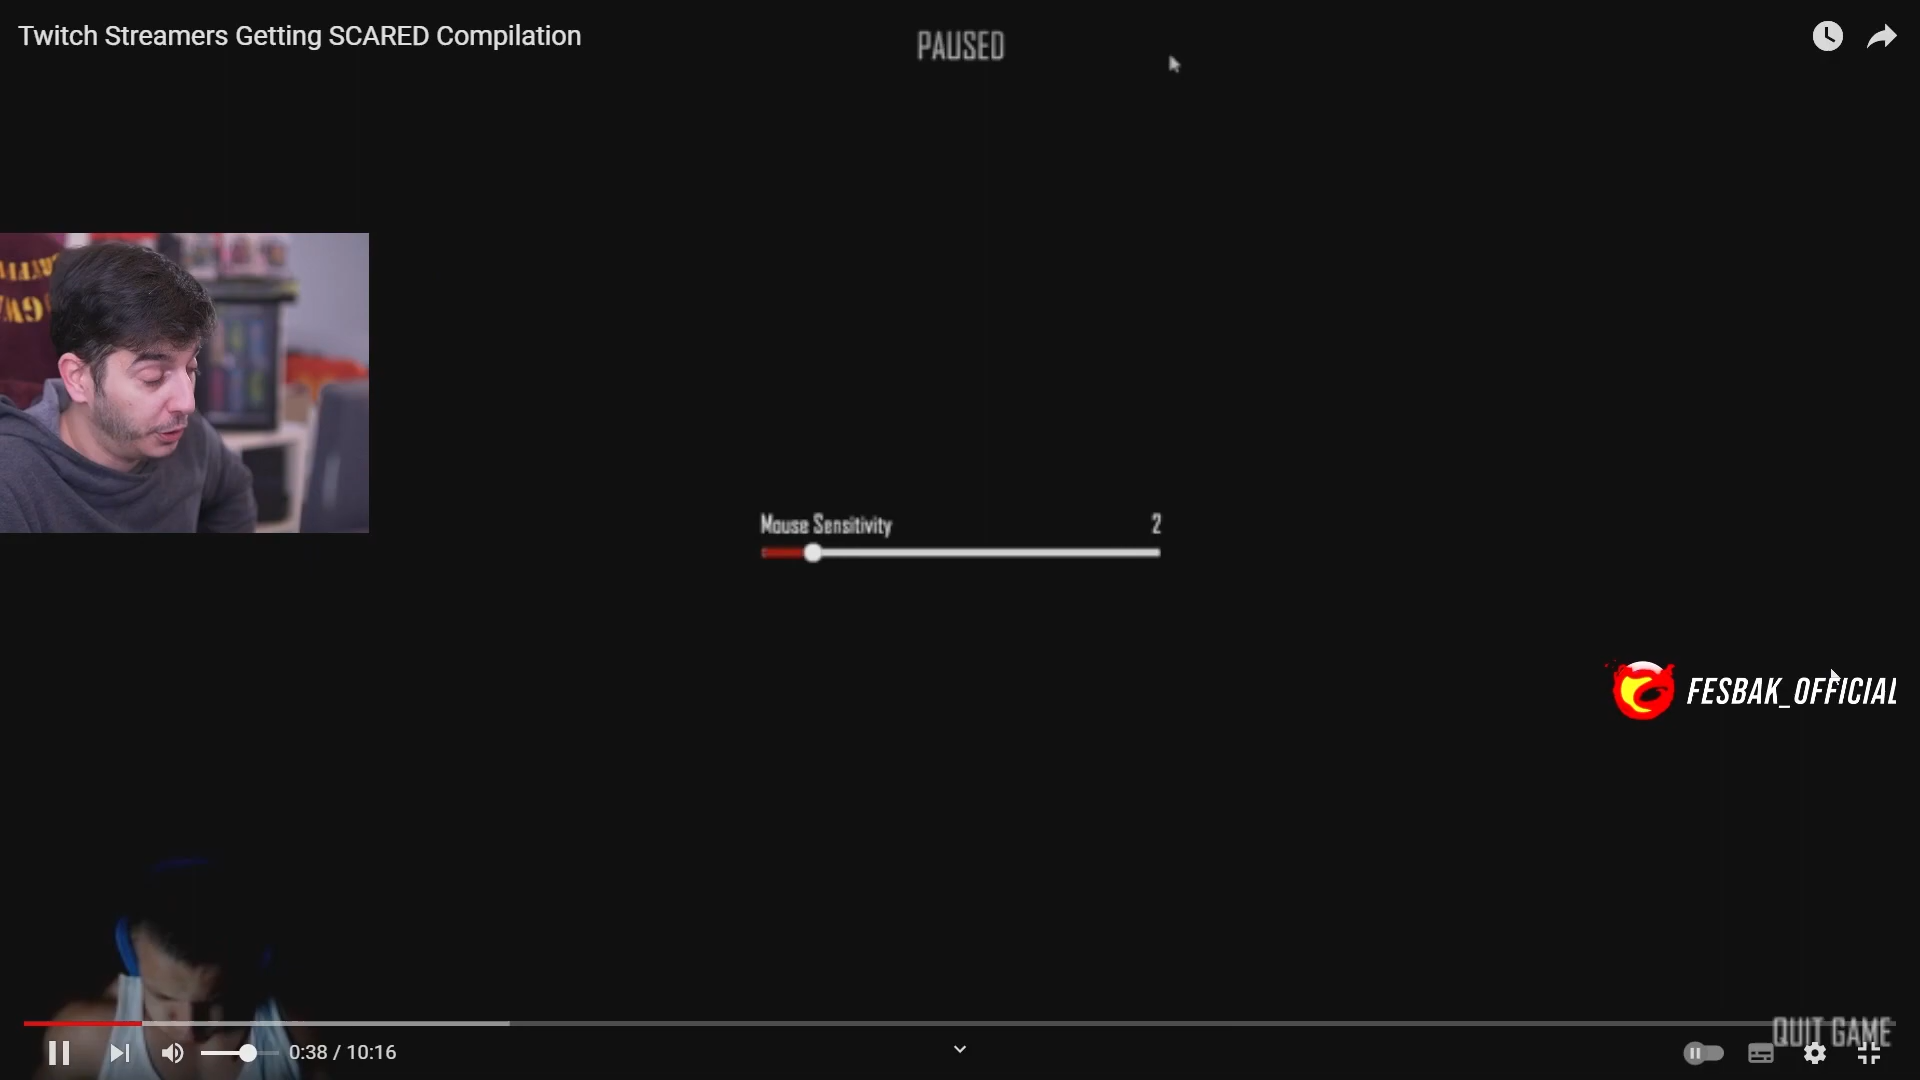 Twitch Streamers Getting SCARED Compilation
PAUSED
Mouse Sensitivity 2
FESBAK_OFFICIAL
QUIT GAME
0:38 / 10:16